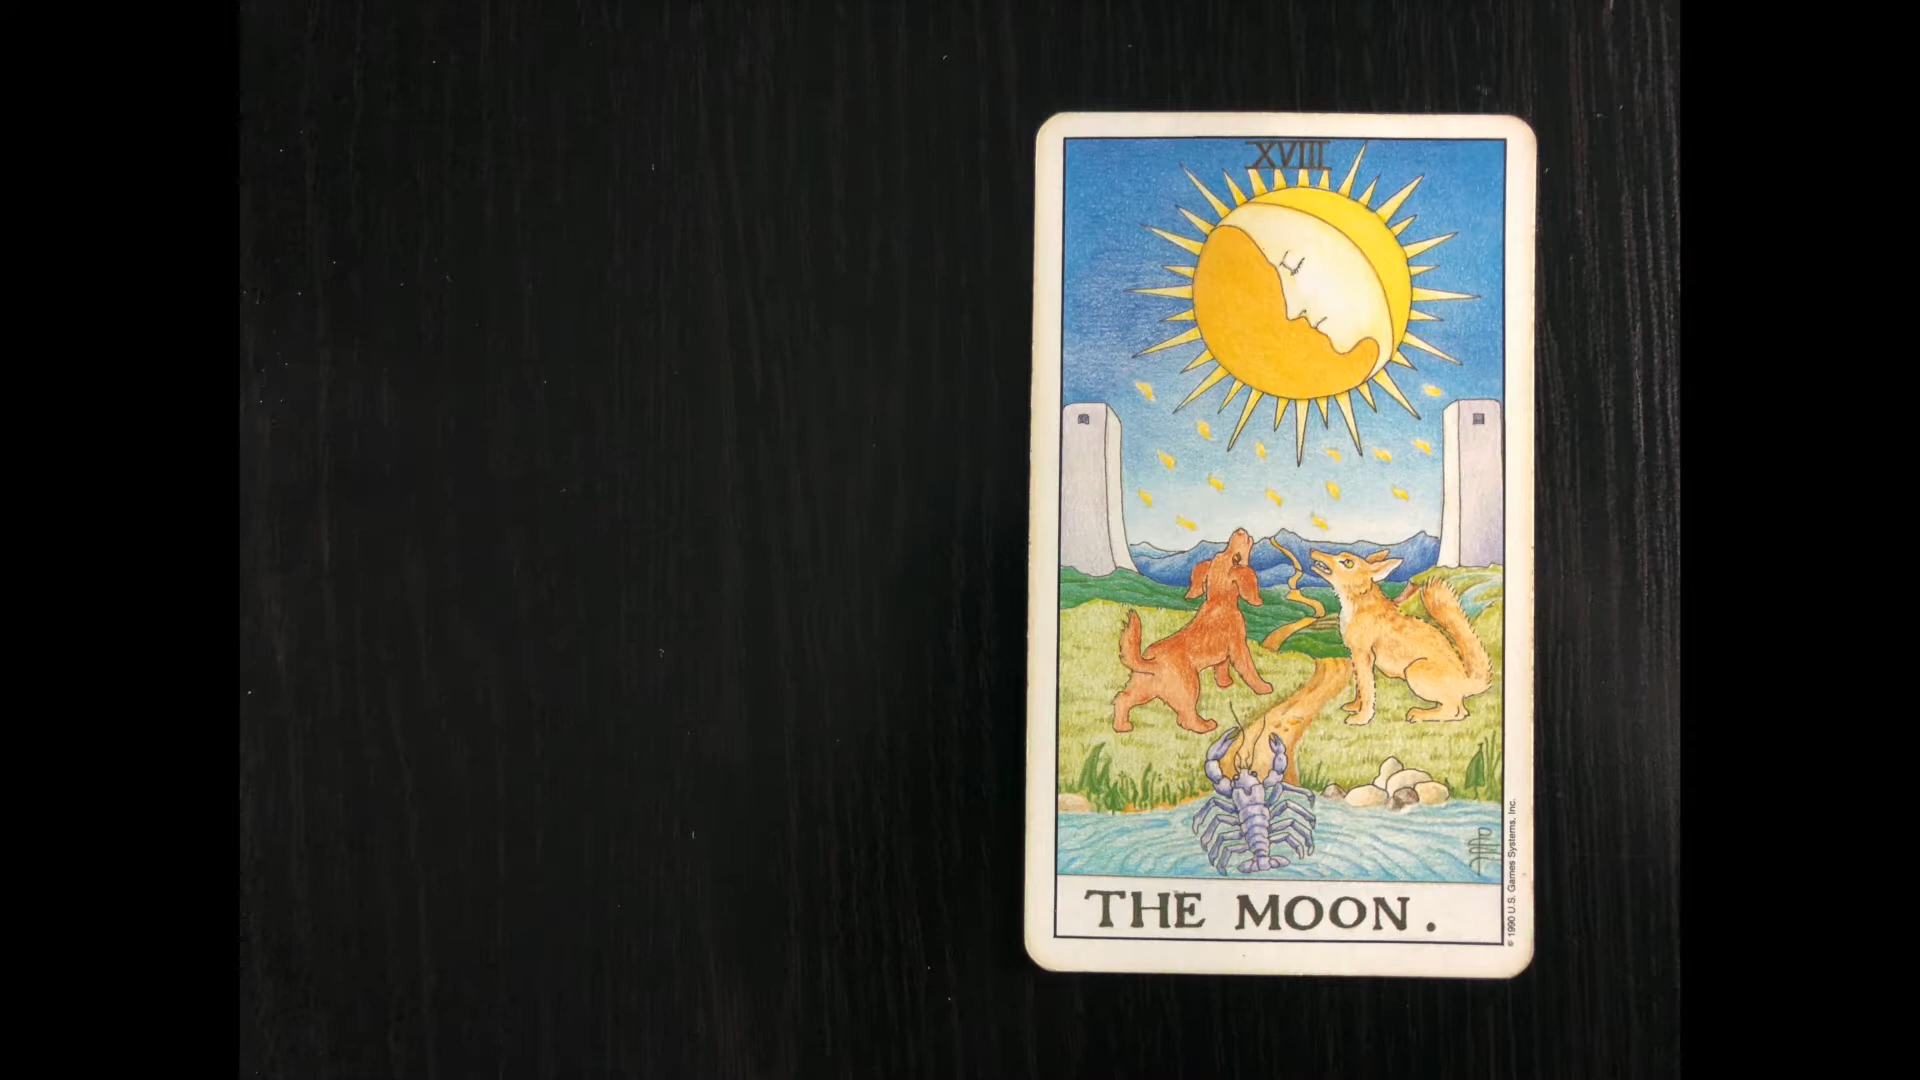 XVIII
THE MOON.
© 1990 U.S. Games Systems, Inc.